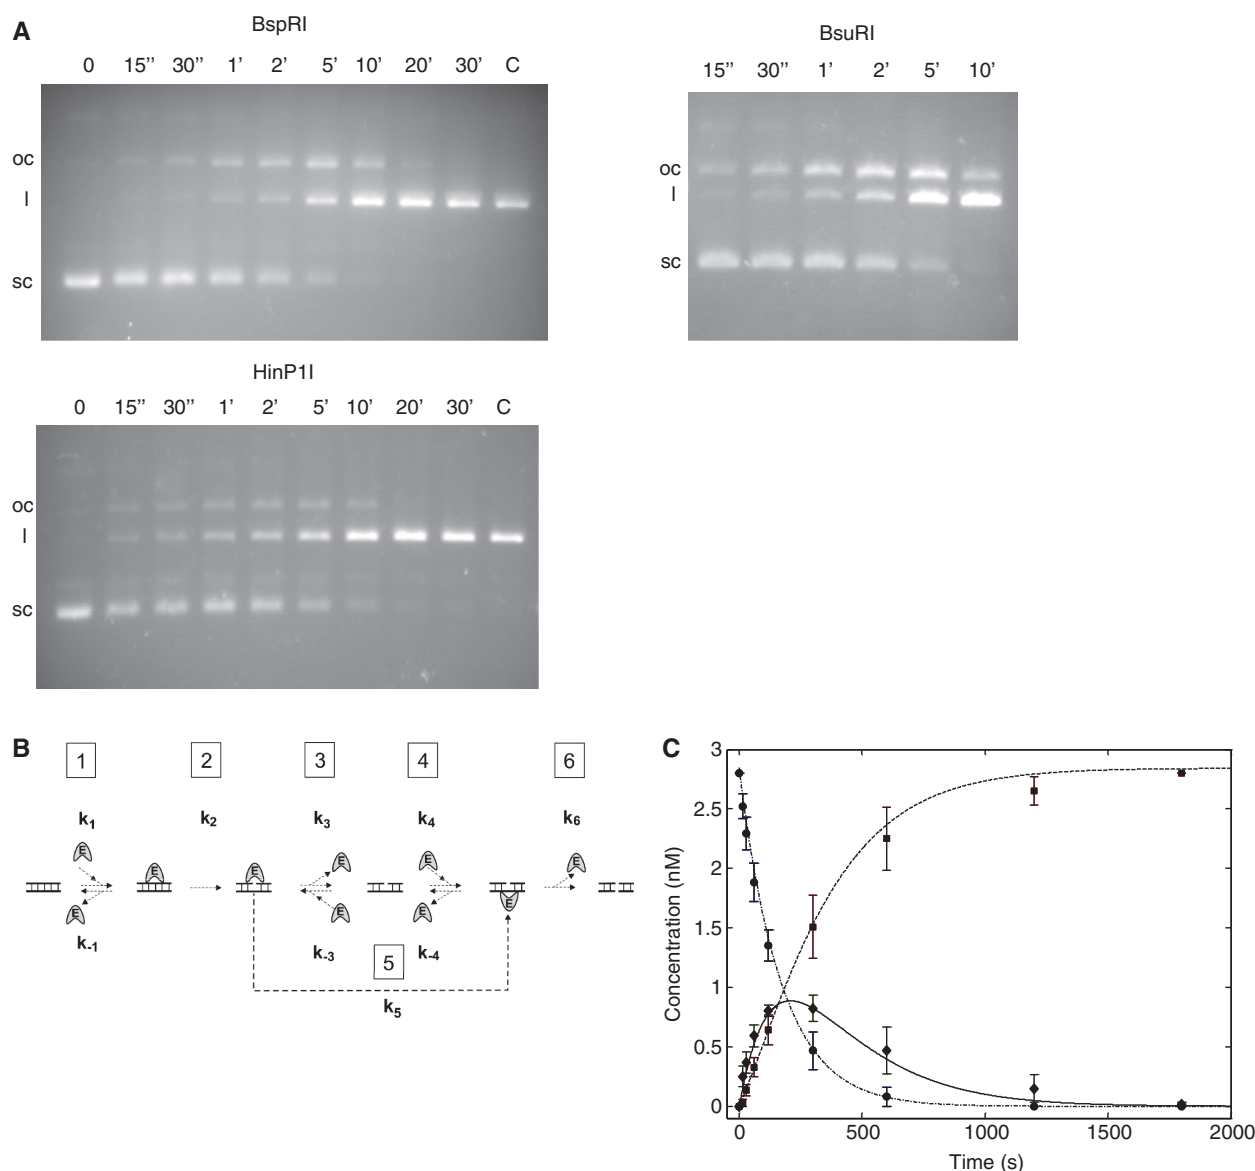 A
BspRI
0 15” 30” 1’ 2’ 5’ 10’ 20’ 30’ C
oc
l
sc
BsuRI
15” 30” 1’ 2’ 5’ 10’
oc
l
sc
HinP1I
0 15” 30” 1’ 2’ 5’ 10’ 20’ 30’ C
oc
l
sc
B
1 2 3 4 6
k1 k2 k3 k4 k6
E E E E E E
E E E E
k-1 k-3 5 k-4
k5
C
3
2.5
2
1.5
1
0.5
0
Concentration (nM)
0 500 1000 1500 2000
Time (s)